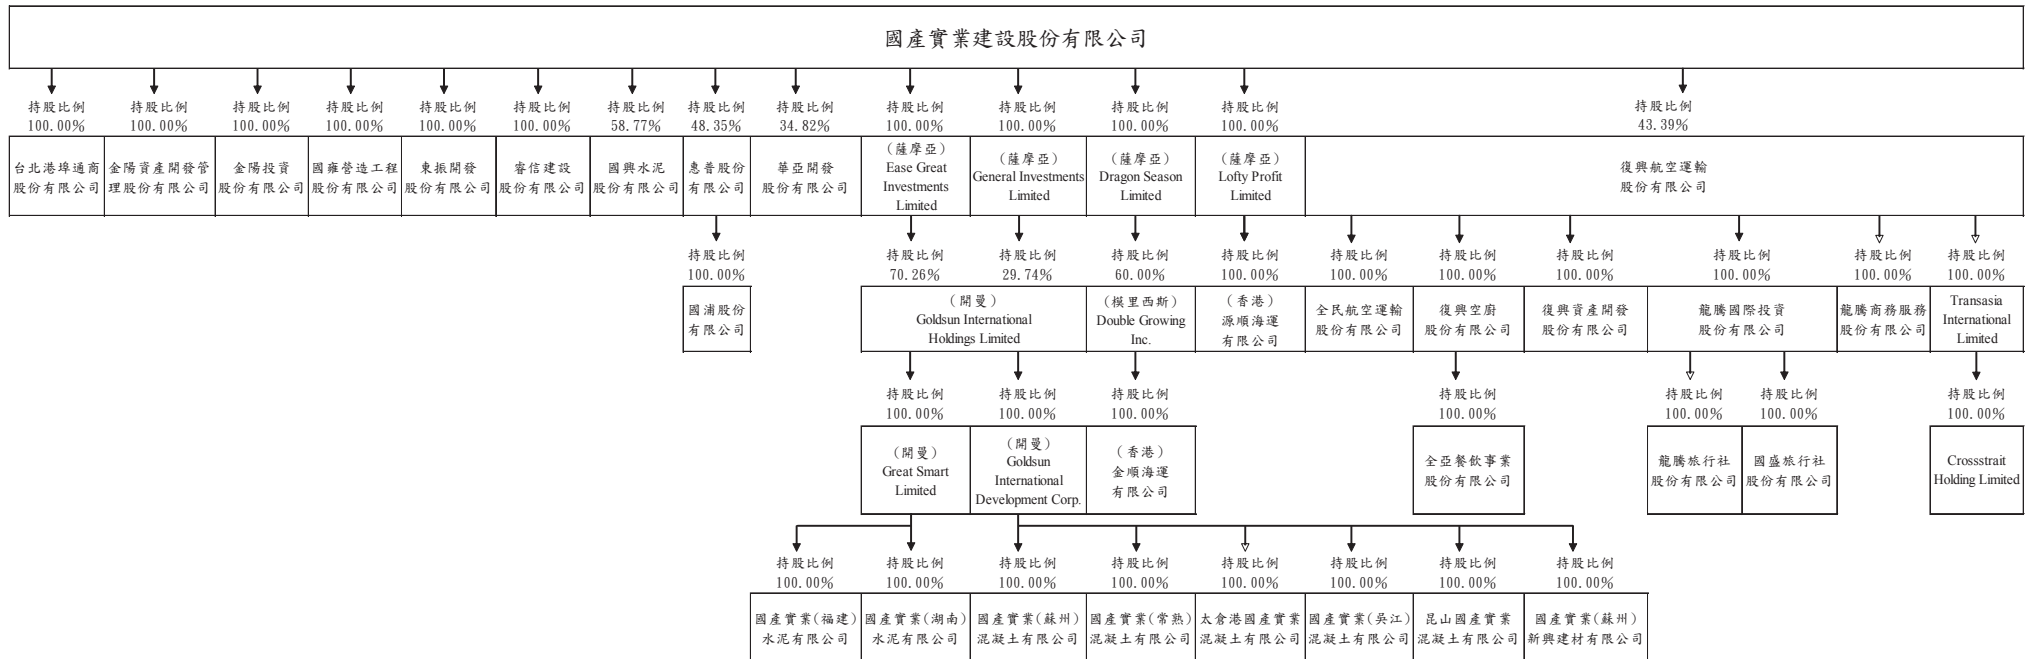 國產實業建設股份有限公司
持股比例 持股比例 持股比例 持股比例 持股比例 持股比例 持股比例 持股比例 持股比例 持股比例 持股比例 持股比例 持股比例 持股比例
100.00% 100.00% 100.00% 100.00% 100.00% 100.00% 58.77% 48.35% 34.82% 100.00% 100.00% 100.00% 100.00% 43.39%
台北港埠通商
股份有限公司
金陽資產開發管
理股份有限公司
金陽投資
股份有限公司
國雍營造工程
股份有限公司
東振開發
股份有限公司
睿信建設
股份有限公司
國興水泥
股份有限公司
惠普股份
有限公司
華亞開發
股份有限公司
(薩摩亞)
Ease Great
Investments
Limited
(薩摩亞)
General Investments
Limited
(薩摩亞)
Dragon Season
Limited
(薩摩亞)
Lofty Profit
Limited
復興航空運輸
股份有限公司
持股比例 持股比例 持股比例 持股比例 持股比例 持股比例 持股比例 持股比例 持股比例 持股比例 持股比例
100.00% 70.26% 29.74% 60.00% 100.00% 100.00% 100.00% 100.00% 100.00% 100.00% 100.00%
國浦股份
有限公司
(開曼)
Goldsun International
Holdings Limited
(模里西斯)
Double Growing
Inc.
(香港)
源順海運
有限公司
全民航空運輸
股份有限公司
復興空廚
股份有限公司
復興資產開發
股份有限公司
龍騰國際投資
股份有限公司
龍騰商務服務
股份有限公司
Transasia
International
Limited
持股比例 持股比例 持股比例 持股比例 持股比例 持股比例 持股比例
100.00% 100.00% 100.00% 100.00% 100.00% 100.00% 100.00%
(開曼)
Great Smart
Limited
(開曼)
Goldsun
International
Development Corp.
(香港)
金順海運
有限公司
全亞餐飲事業
股份有限公司
龍騰旅行社
股份有限公司
國盛旅行社
股份有限公司
Crossstrait
Holding Limited
持股比例 持股比例 持股比例 持股比例 持股比例 持股比例 持股比例 持股比例
100.00% 100.00% 100.00% 100.00% 100.00% 100.00% 100.00% 100.00%
國產實業(福建)
水泥有限公司
國產實業(湖南)
水泥有限公司
國產實業(蘇州)
混凝土有限公司
國產實業(常熟)
混凝土有限公司
太倉港國產實業
混凝土有限公司
國產實業(吳江)
混凝土有限公司
昆山國產實業
混凝土有限公司
國產實業(蘇州)
新興建材有限公司